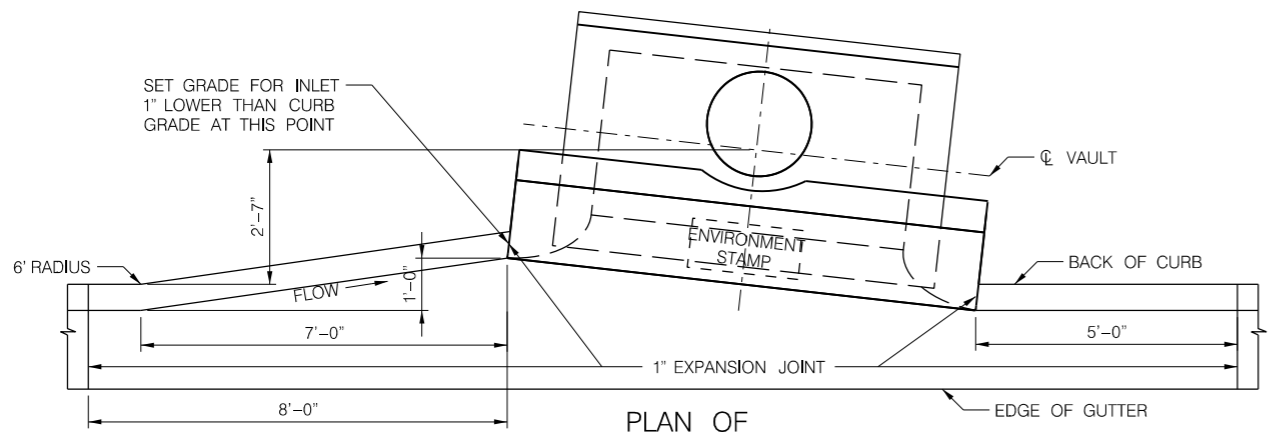 SET GRADE FOR INLET
1" LOWER THAN CURB
GRADE AT THIS POINT
℄ VAULT
2'-7"
ENVIRONMENT
STAMP
6' RADIUS
BACK OF CURB
FLOW
1'-0"
7'-0"
5'-0"
1" EXPANSION JOINT
8'-0"
EDGE OF GUTTER
PLAN OF